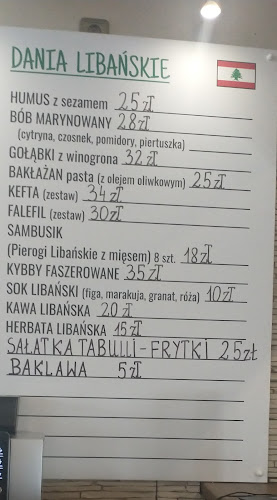 DANIA LIBAŃSKIE
HUMUS z sezamem 25 zł
BÓB MARYNOWANY 28 zł
(cytryna, czosnek, pomidory, piertuszka)
GOŁĄBKI z winogrona 32 zł
BAKŁAŻAN pasta (z olejem oliwkowym) 25 zł
KEFTA (zestaw) 34 zł
FALEFIL (zestaw) 30 zł
SAMBUSIK
(Pierogi Libańskie z mięsem) 8 szt. 18 zł
KYBBY FASZEROWANE 35 zł
SOK LIBAŃSKI (figa, marakuja, granat, róża) 10 zł
KAWA LIBAŃSKA 20 zł
HERBATA LIBAŃSKA 15 zł
SAŁATKA TABULLI - FRYTKI 25 zł
BAKLAWA 5 zł